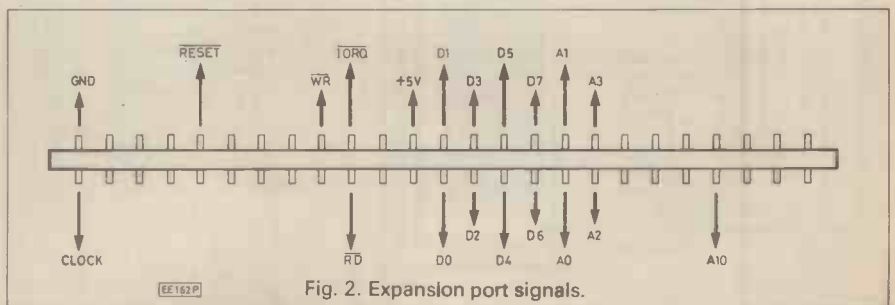 RESET IORQ D1 D5 A1
GND WR +5V D3 D7 A3
D2 D6 A2
CLOCK RD D0 D4 A0 A10
EE162P
Fig. 2. Expansion port signals.